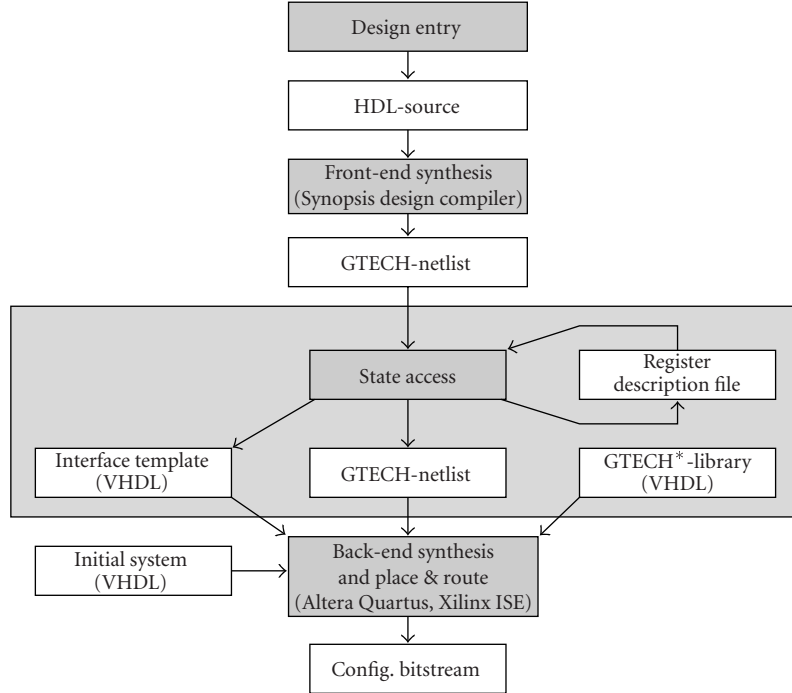 Design entry
HDL-source
Front-end synthesis
(Synopsis design compiler)
GTECH-netlist
State access
Register
description file
Interface template
(VHDL)
GTECH-netlist
GTECH*-library
(VHDL)
Initial system
(VHDL)
Back-end synthesis
and place & route
(Altera Quartus, Xilinx ISE)
Config. bitstream